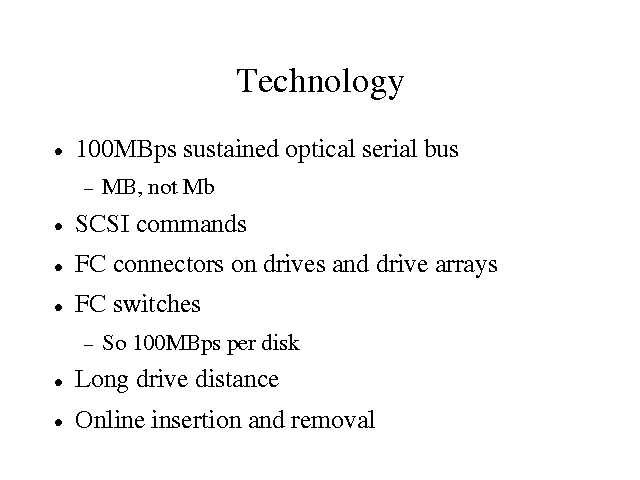 Technology
• 100MBps sustained optical serial bus
– MB, not Mb
• SCSI commands
• FC connectors on drives and drive arrays
• FC switches
– So 100MBps per disk
• Long drive distance
• Online insertion and removal